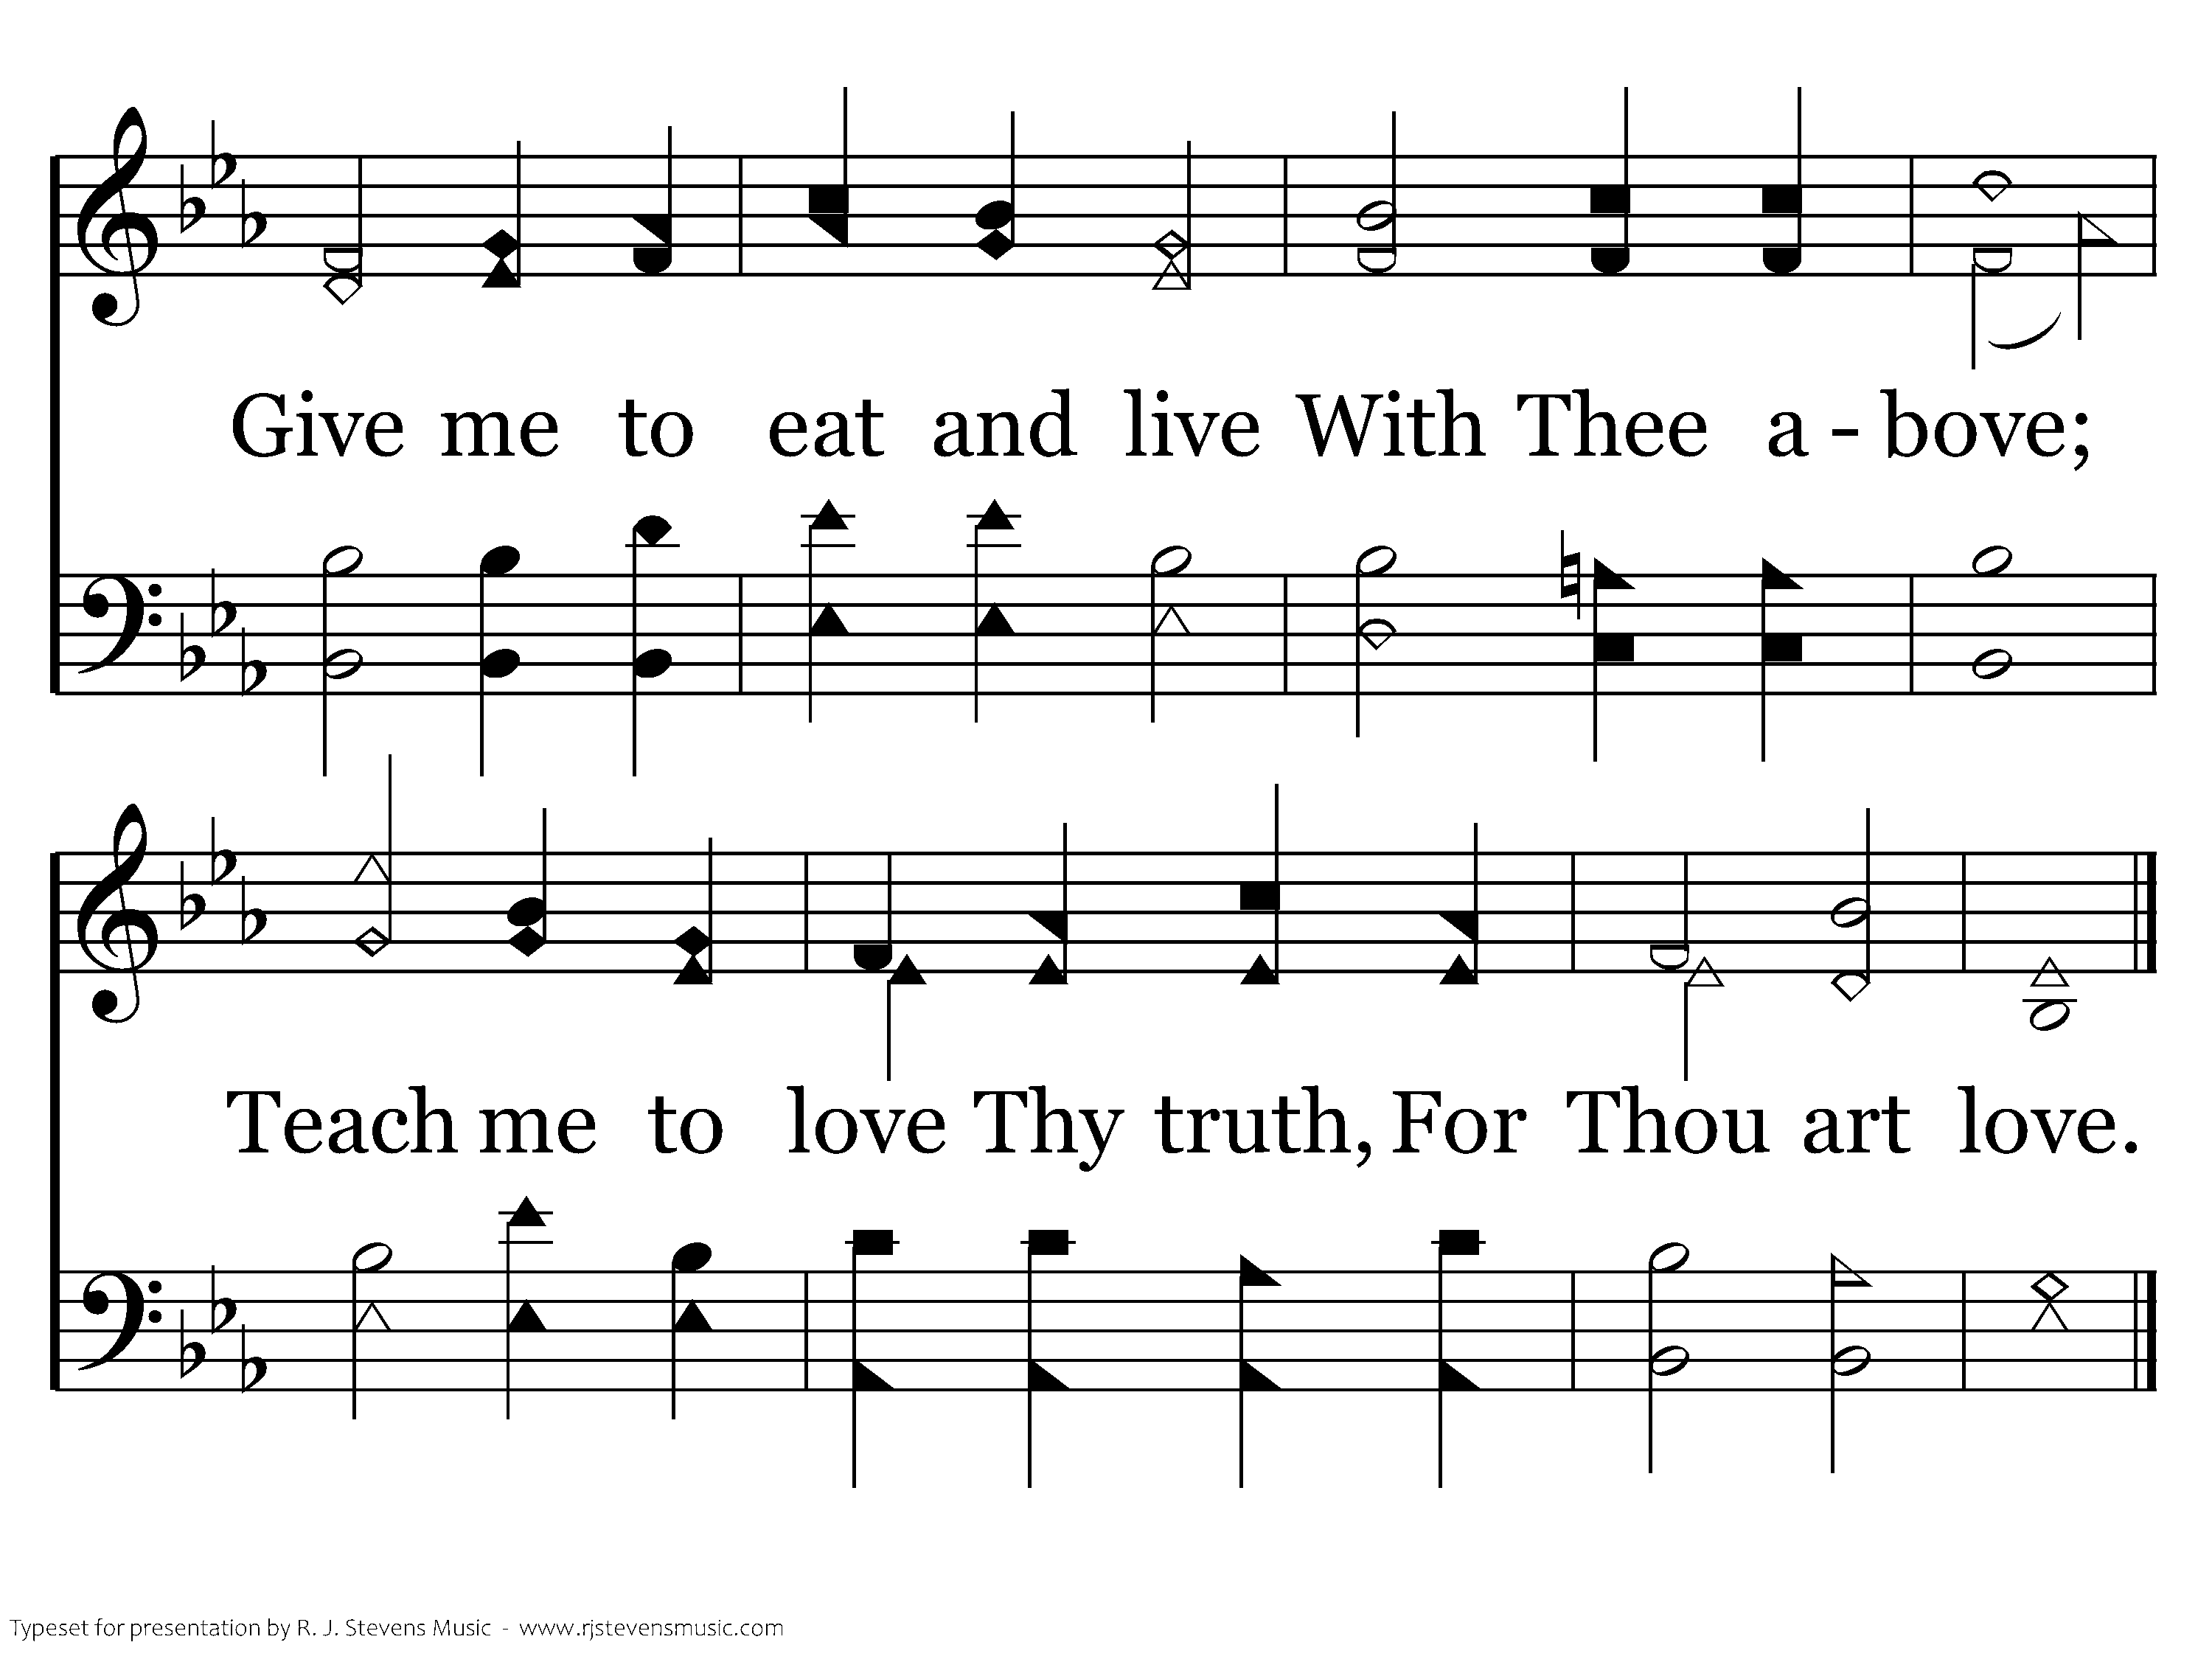 Give me to eat and live With Thee a - bove;
Teach me to love Thy truth, For Thou art love.
Typeset for presentation by R. J. Stevens Music - www.rjstevensmusic.com